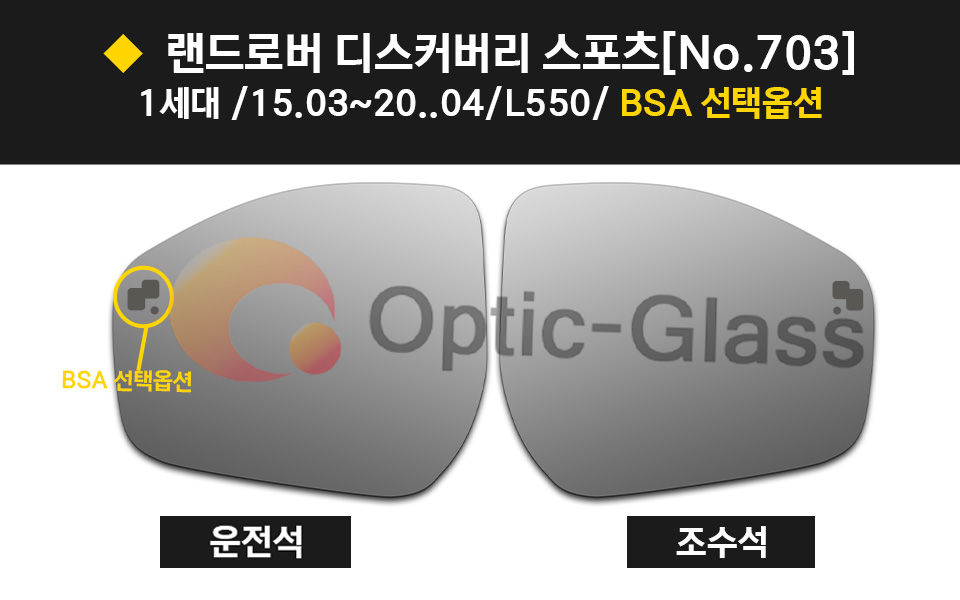 랜드로버 디스커버리 스포츠[No.703]
1세대 /15.03~20..04/L550/ BSA 선택옵션
Optic-Glass
BSA 선택옵션
운전석
조수석